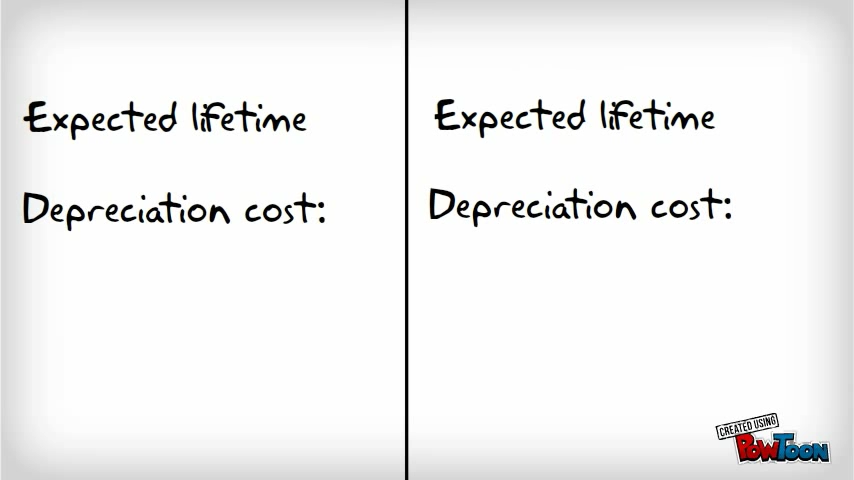 Expected lifetime
Depreciation cost:
Expected lifetime
Depreciation cost:
CREATED USING
POWTOON